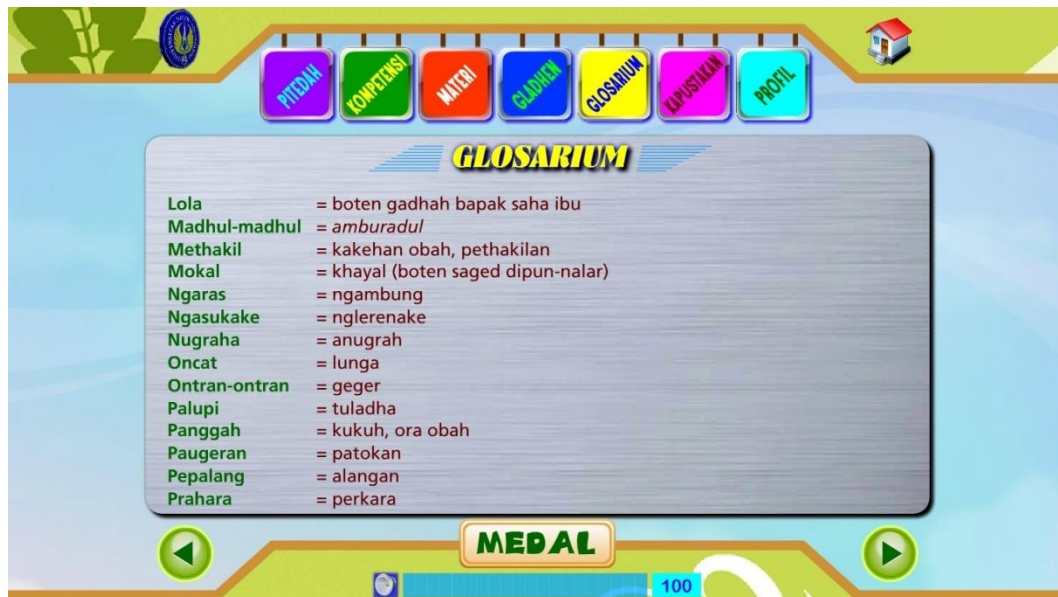 PITEDAH
KOMPETENSI
MATERI
GLADHEN
GLOSARIUM
KAPUSTAKAN
PROFIL
GLOSARIUM
Lola = boten gadhah bapak saha ibu
Madhul-madhul = amburadul
Methakil = kakehan obah, pethakilan
Mokal = khayal (boten saged dipun-nalar)
Ngaras = ngambung
Ngasukake = nglerenake
Nugraha = anugrah
Oncat = lunga
Ontran-ontran = geger
Palupi = tuladha
Panggah = kukuh, ora obah
Paugeran = patokan
Pepalang = alangan
Prahara = perkara
MEDAL
100